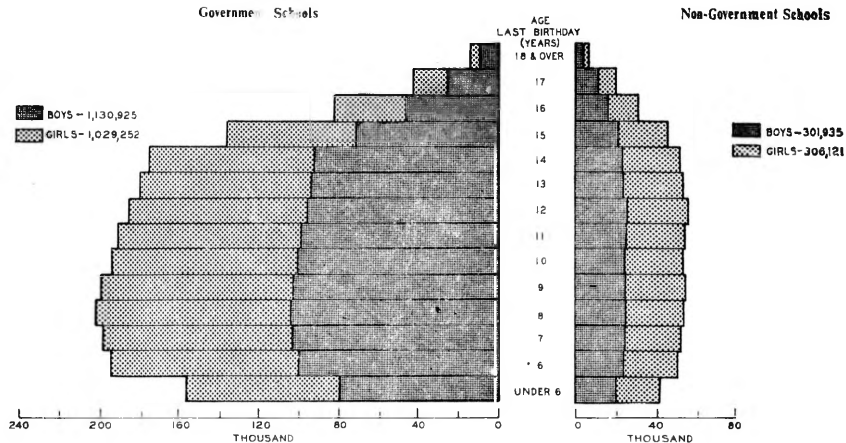 Government Schools
Non-Government Schools
AGE
LAST BIRTHDAY
(YEARS)
18 & OVER
17
16
15
14
13
12
11
10
9
8
7
6
UNDER 6
BOYS - 1,130,925
GIRLS - 1,029,252
BOYS - 301,935
GIRLS - 306,121
240 200 160 120 80 40 0
THOUSAND
0 40 80
THOUSAND